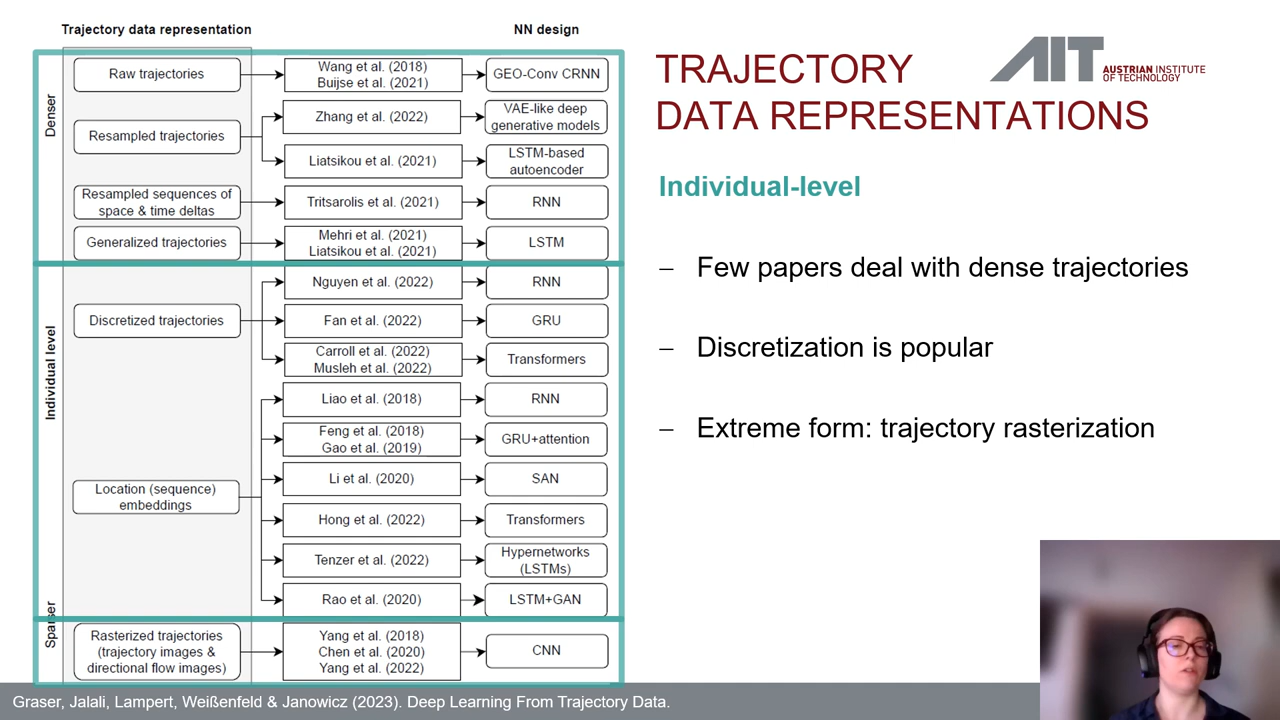 Trajectory data representation
NN design
Denser
Raw trajectories
Wang et al. (2018)
Buijse et al. (2021)
GEO-Conv CRNN
Resampled trajectories
Zhang et al. (2022)
VAE-like deep
generative models
Liatsikou et al. (2021)
LSTM-based
autoencoder
Resampled sequences of
space & time deltas
Tritsarolis et al. (2021)
RNN
Generalized trajectories
Mehri et al. (2021)
Liatsikou et al. (2021)
LSTM
Individual level
Discretized trajectories
Nguyen et al. (2022)
RNN
Fan et al. (2022)
GRU
Carroll et al. (2022)
Musleh et al. (2022)
Transformers
Location (sequence)
embeddings
Liao et al. (2018)
RNN
Feng et al. (2018)
Gao et al. (2019)
GRU+attention
Li et al. (2020)
SAN
Hong et al. (2022)
Transformers
Tenzer et al. (2022)
Hypernetworks
(LSTMs)
Rao et al. (2020)
LSTM+GAN
Sparser
Rasterized trajectories
(trajectory images &
directional flow images)
Yang et al. (2018)
Chen et al. (2020)
Yang et al. (2022)
CNN
TRAJECTORY
DATA REPRESENTATIONS
AIT
AUSTRIAN INSTITUTE
OF TECHNOLOGY
Individual-level
– Few papers deal with dense trajectories
– Discretization is popular
– Extreme form: trajectory rasterization
Graser, Jalali, Lampert, Weißenfeld & Janowicz (2023). Deep Learning From Trajectory Data.